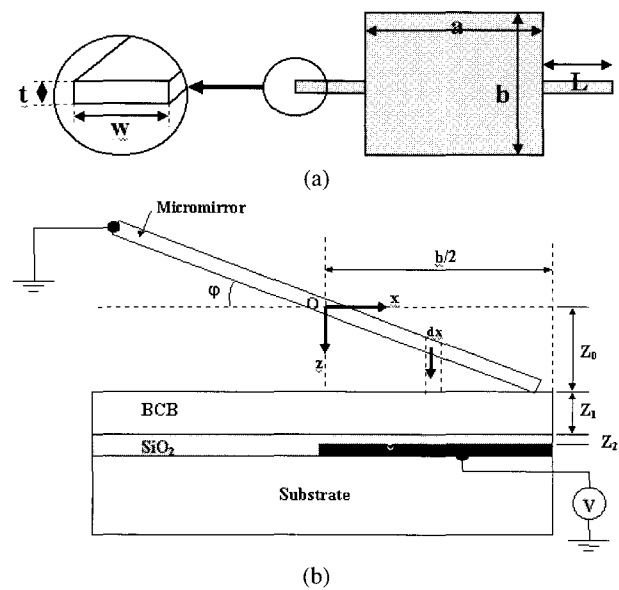 a
t
w
b
L
(a)
Micromirror
b/2
φ
O
x
z
dx
Z₀
BCB
Z₁
SiO₂
Z₂
Substrate
V
(b)